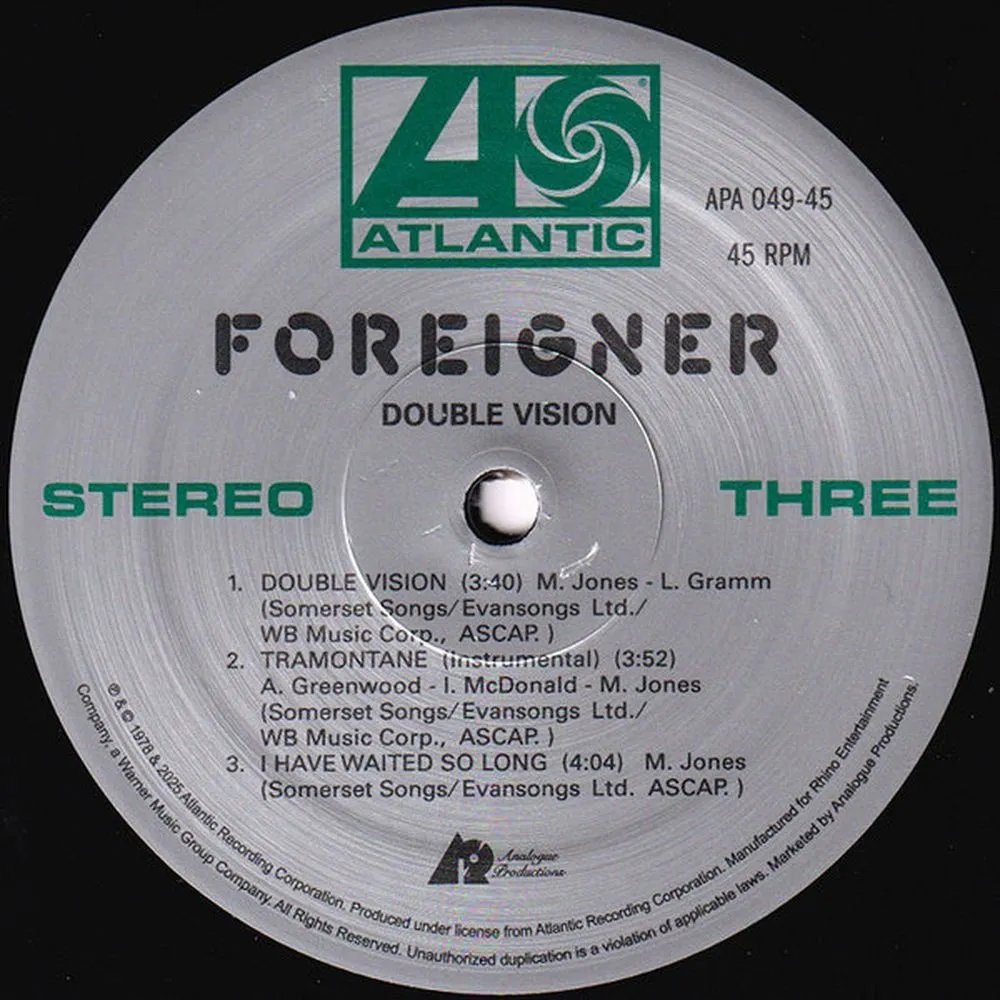 ATLANTIC
APA 049-45
45 RPM
FOREIGNER
DOUBLE VISION
STEREO
THREE
1. DOUBLE VISION (3:40) M. Jones - L. Gramm
(Somerset Songs/Evansongs Ltd./
WB Music Corp., ASCAP. )
2. TRAMONTANE (instrumental) (3:52)
A. Greenwood - I. McDonald - M. Jones
(Somerset Songs/Evansongs Ltd./
WB Music Corp., ASCAP. )
3. I HAVE WAITED SO LONG (4:04) M. Jones
(Somerset Songs/Evansongs Ltd. ASCAP. )
Analogue
Productions
℗ & © 1978 & 2025 Atlantic Recording Corporation. Produced under license from Atlantic Recording Corporation. Manufactured for Rhino Entertainment
Company, a Warner Music Group Company. All Rights Reserved. Unauthorized duplication is a violation of applicable laws. Marketed by Analogue Productions.